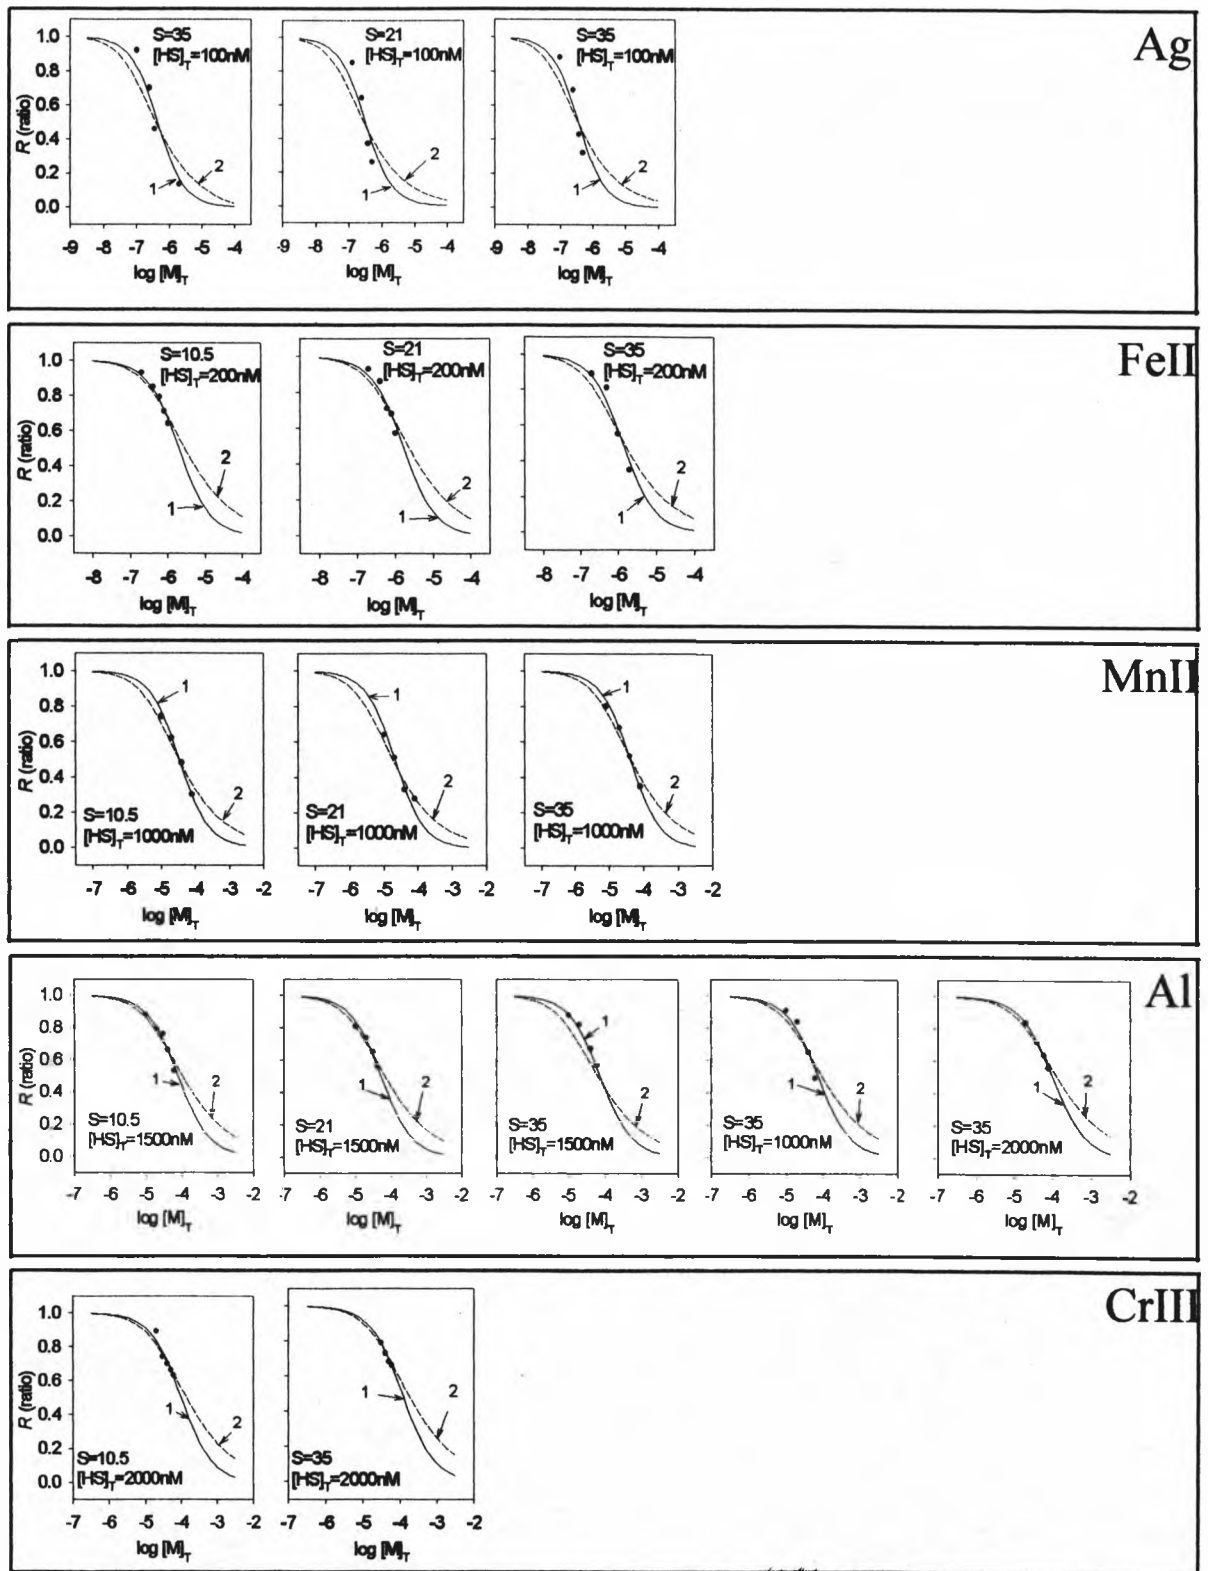 Ag
S=35
[HS]T=100nM
S=21
[HS]T=100nM
S=35
[HS]T=100nM
R (ratio)
1.0
0.8
0.6
0.4
0.2
0.0
1 2
1 2
1 2
-9 -8 -7 -6 -5 -4
-9 -8 -7 -6 -5 -4
-9 -8 -7 -6 -5 -4
log [M]T
log [M]T
log [M]T
FeII
S=10.5
[HS]T=200nM
S=21
[HS]T=200nM
S=35
[HS]T=200nM
R (ratio)
1.0
0.8
0.6
0.4
0.2
0.0
1 2
1 2
1 2
-8 -7 -6 -5 -4
-8 -7 -6 -5 -4
-8 -7 -6 -5 -4
log [M]T
log [M]T
log [M]T
MnII
R (ratio)
1.0
0.8
0.6
0.4
0.2
0.0
1 2
1 2
1 2
S=10.5
[HS]T=1000nM
S=21
[HS]T=1000nM
S=35
[HS]T=1000nM
-7 -6 -5 -4 -3 -2
-7 -6 -5 -4 -3 -2
-7 -6 -5 -4 -3 -2
log [M]T
log [M]T
log [M]T
Al
R (ratio)
1.0
0.8
0.6
0.4
0.2
0.0
1 2
1 2
1 2
1 2
1 2
S=10.5
[HS]T=1500nM
S=21
[HS]T=1500nM
S=35
[HS]T=1500nM
S=35
[HS]T=1000nM
S=35
[HS]T=2000nM
-7 -6 -5 -4 -3 -2
-7 -6 -5 -4 -3 -2
-7 -6 -5 -4 -3 -2
-7 -6 -5 -4 -3 -2
-7 -6 -5 -4 -3 -2
log [M]T
log [M]T
log [M]T
log [M]T
log [M]T
CrIII
R (ratio)
1.0
0.8
0.6
0.4
0.2
0.0
1 2
1 2
S=10.5
[HS]T=2000nM
S=35
[HS]T=2000nM
-7 -6 -5 -4 -3 -2
-7 -6 -5 -4 -3 -2
log [M]T
log [M]T